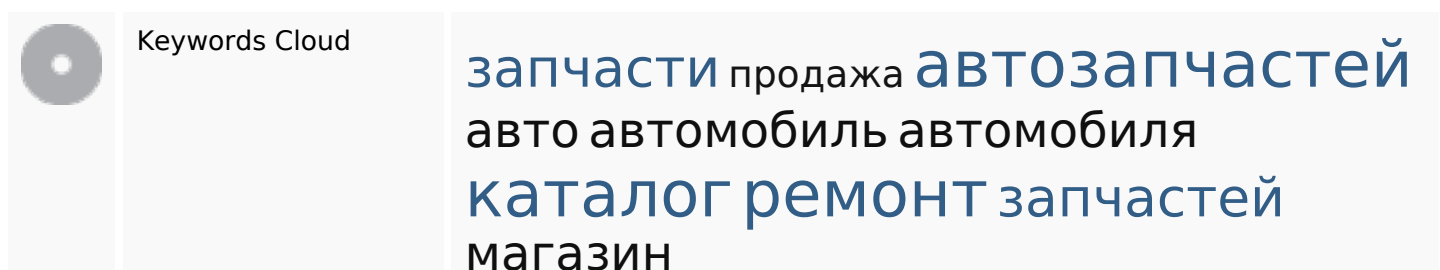 Keywords Cloud
запчасти продажа автозапчастей
авто автомобиль автомобиля
каталог ремонт запчастей
магазин